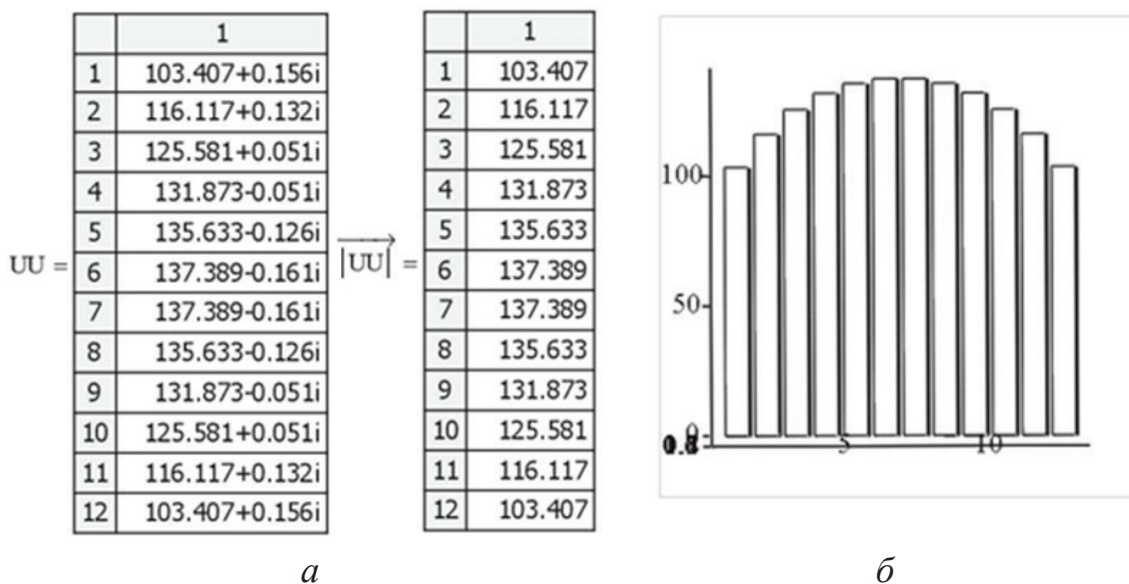 UU =
1
1 103.407+0.156i
2 116.117+0.132i
3 125.581+0.051i
4 131.873-0.051i
5 135.633-0.126i
6 137.389-0.161i
7 137.389-0.161i
8 135.633-0.126i
9 131.873-0.051i
10 125.581+0.051i
11 116.117+0.132i
12 103.407+0.156i
|UU| =
1
1 103.407
2 116.117
3 125.581
4 131.873
5 135.633
6 137.389
7 137.389
8 135.633
9 131.873
10 125.581
11 116.117
12 103.407
100
50
0
5 10
а б